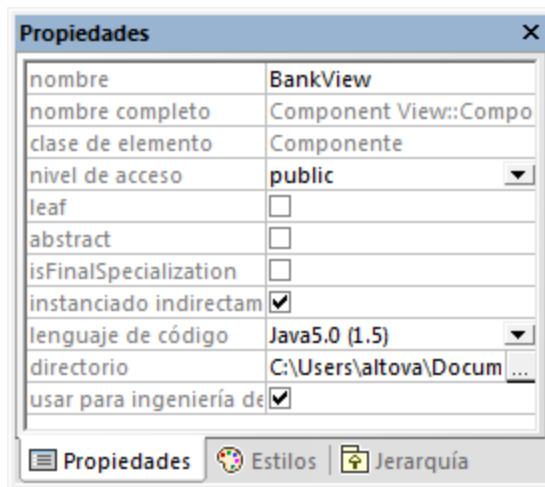 Propiedades
nombre BankView
nombre completo Component View::Compo
clase de elemento Componente
nivel de acceso public
leaf
abstract
isFinalSpecialization
instanciado indirectam
lenguaje de código Java5.0 (1.5)
directorio C:\Users\altova\Docum ...
usar para ingeniería de
Propiedades Estilos Jerarquía